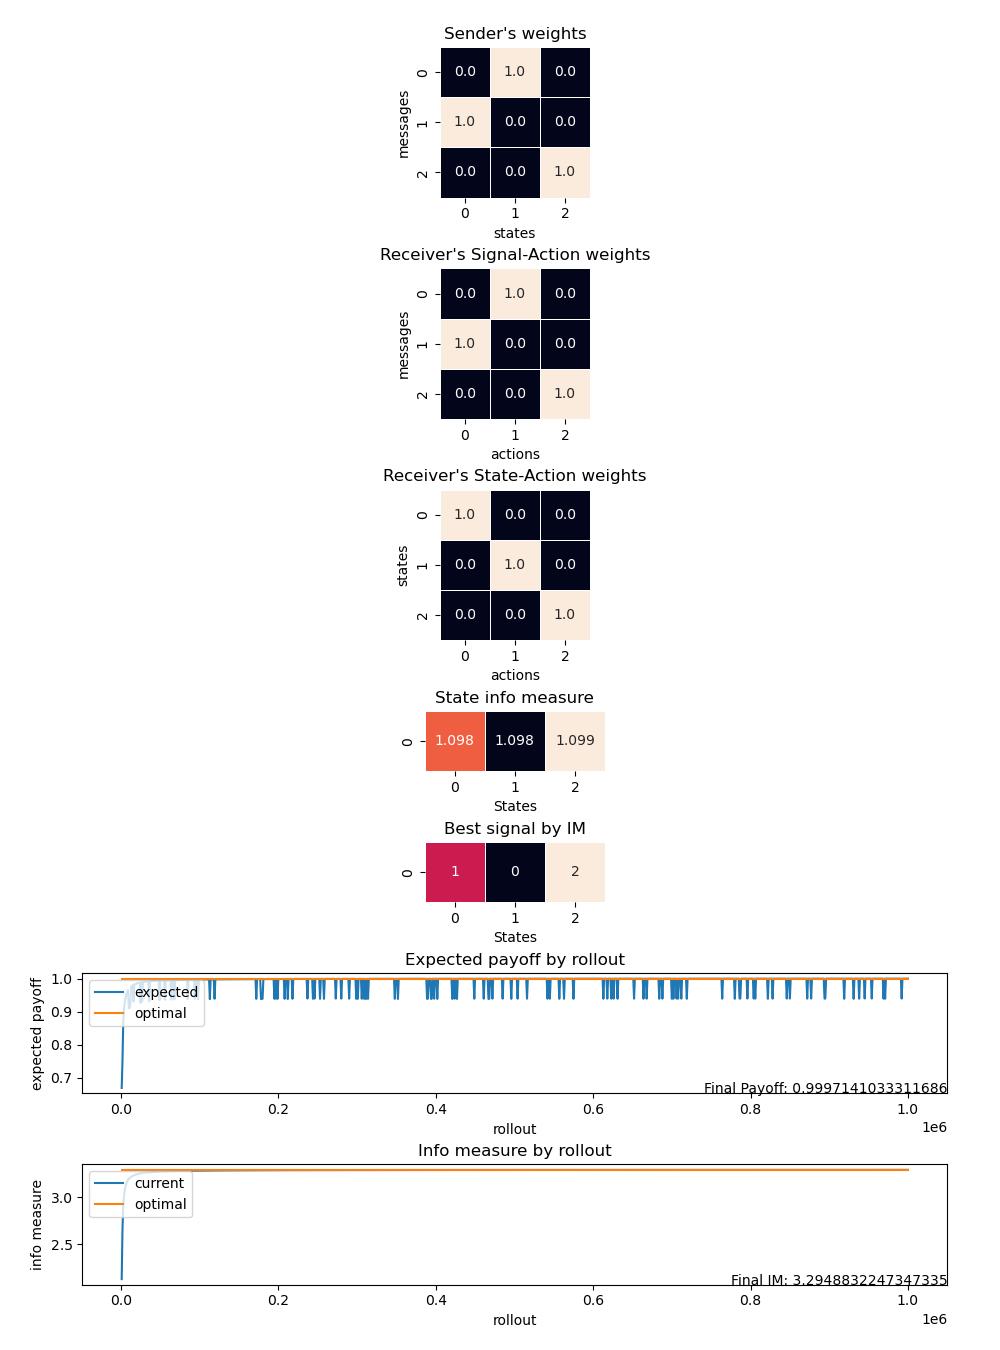 Sender's weights
messages
0 0.0 1.0 0.0
1 1.0 0.0 0.0
2 0.0 0.0 1.0
0 1 2
states
Receiver's Signal-Action weights
messages
0 0.0 1.0 0.0
1 1.0 0.0 0.0
2 0.0 0.0 1.0
0 1 2
actions
Receiver's State-Action weights
states
0 1.0 0.0 0.0
1 0.0 1.0 0.0
2 0.0 0.0 1.0
0 1 2
actions
State info measure
0 1.098 1.098 1.099
0 1 2
States
Best signal by IM
0 1 0 2
0 1 2
States
Expected payoff by rollout
expected payoff
1.0
0.9
0.8
0.7
expected
optimal
Final Payoff: 0.9997141033311686
0.0 0.2 0.4 0.6 0.8 1.0
1e6
rollout
Info measure by rollout
info measure
3.0
2.5
current
optimal
Final IM: 3.2948832247347335
0.0 0.2 0.4 0.6 0.8 1.0
1e6
rollout